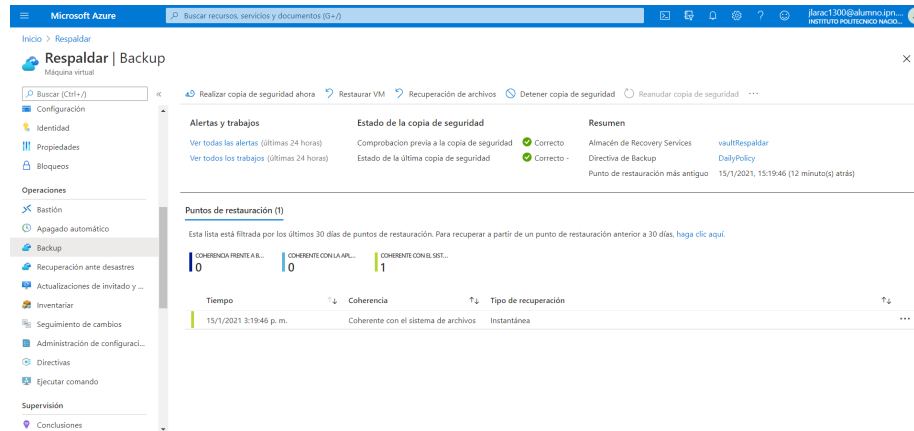 Microsoft Azure
Buscar recursos, servicios y documentos (G+/)
jlarac1300@alumno.ipn....
INSTITUTO POLITECNICO NACIO...
Inicio > Respaldar
Respaldar | Backup
Máquina virtual
Buscar (Ctrl+/)
Configuración
Identidad
Propiedades
Bloqueos
Operaciones
Bastión
Apagado automático
Backup
Recuperación ante desastres
Actualizaciones de invitado y ...
Inventariar
Seguimiento de cambios
Administración de configuraci...
Directivas
Ejecutar comando
Supervisión
Conclusiones
Realizar copia de seguridad ahora Restaurar VM Recuperación de archivos Detener copia de seguridad Reanudar copia de seguridad ...
Alertas y trabajos
Ver todas las alertas (últimas 24 horas)
Ver todos los trabajos (últimas 24 horas)
Estado de la copia de seguridad
Comprobacion previa a la copia de seguridad Correcto
Estado de la última copia de seguridad Correcto -
Resumen
Almacén de Recovery Services vaultRespaldar
Directiva de Backup DailyPolicy
Punto de restauración más antiguo 15/1/2021, 15:19:46 (12 minuto(s) atrás)
Puntos de restauración (1)
Esta lista está filtrada por los últimos 30 días de puntos de restauración. Para recuperar a partir de un punto de restauración anterior a 30 días, haga clic aquí.
COHERENCIA FRENTE A B...
0
COHERENTE CON LA APL...
0
COHERENTE CON EL SIST...
1
Tiempo Coherencia Tipo de recuperación
15/1/2021 3:19:46 p. m. Coherente con el sistema de archivos Instantánea ...